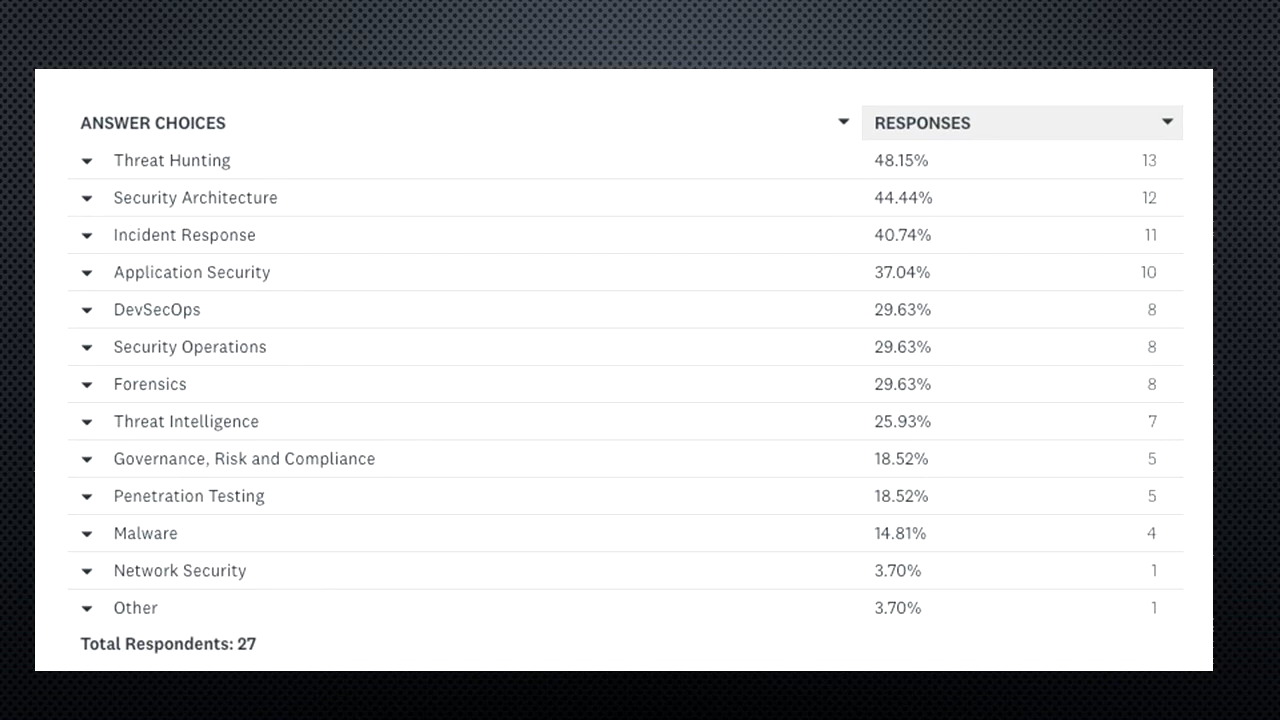 ANSWER CHOICES RESPONSES
Threat Hunting 48.15% 13
Security Architecture 44.44% 12
Incident Response 40.74% 11
Application Security 37.04% 10
DevSecOps 29.63% 8
Security Operations 29.63% 8
Forensics 29.63% 8
Threat Intelligence 25.93% 7
Governance, Risk and Compliance 18.52% 5
Penetration Testing 18.52% 5
Malware 14.81% 4
Network Security 3.70% 1
Other 3.70% 1
Total Respondents: 27